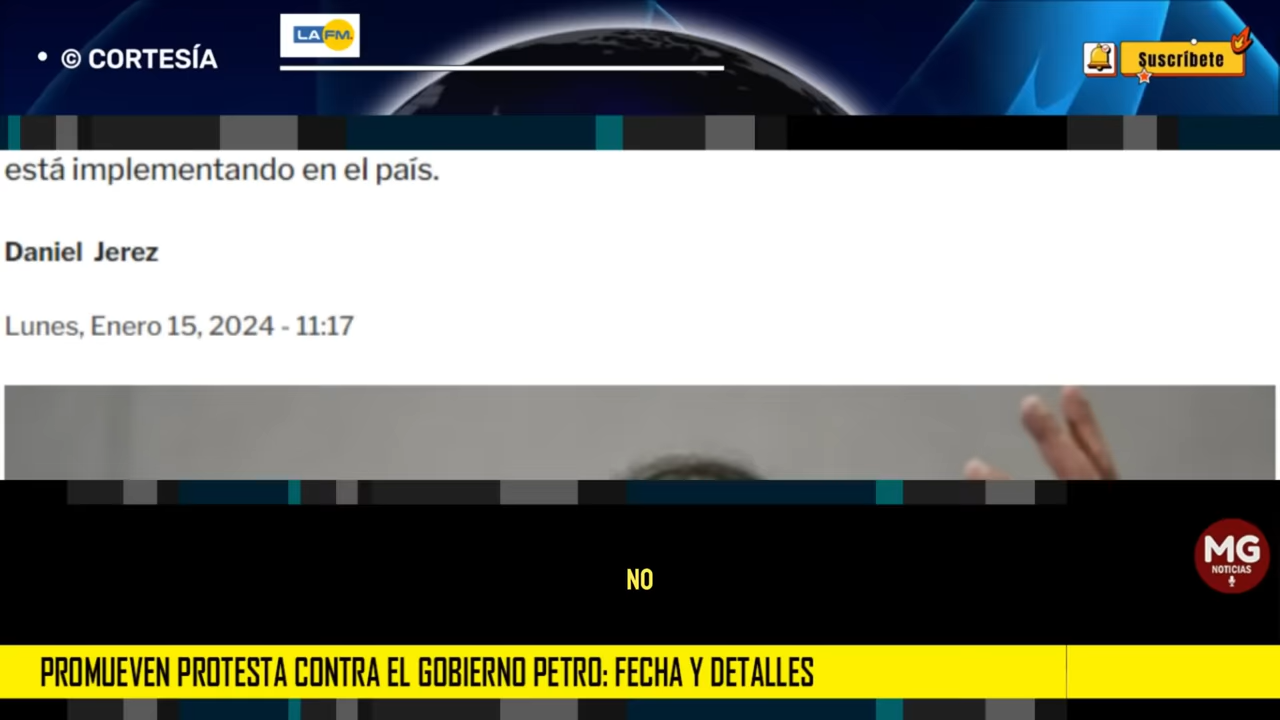 • © CORTESÍA
LA FM.
Suscríbete
está implementando en el país.
Daniel Jerez
Lunes, Enero 15, 2024 - 11:17
MG
NOTICIAS
NO
PROMUEVEN PROTESTA CONTRA EL GOBIERNO PETRO: FECHA Y DETALLES